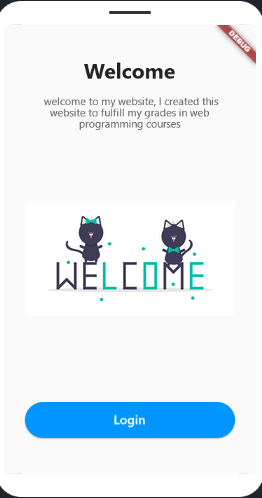 DEBUG
Welcome
welcome to my website, I created this
website to fulfill my grades in web
programming courses
WELCOME
Login